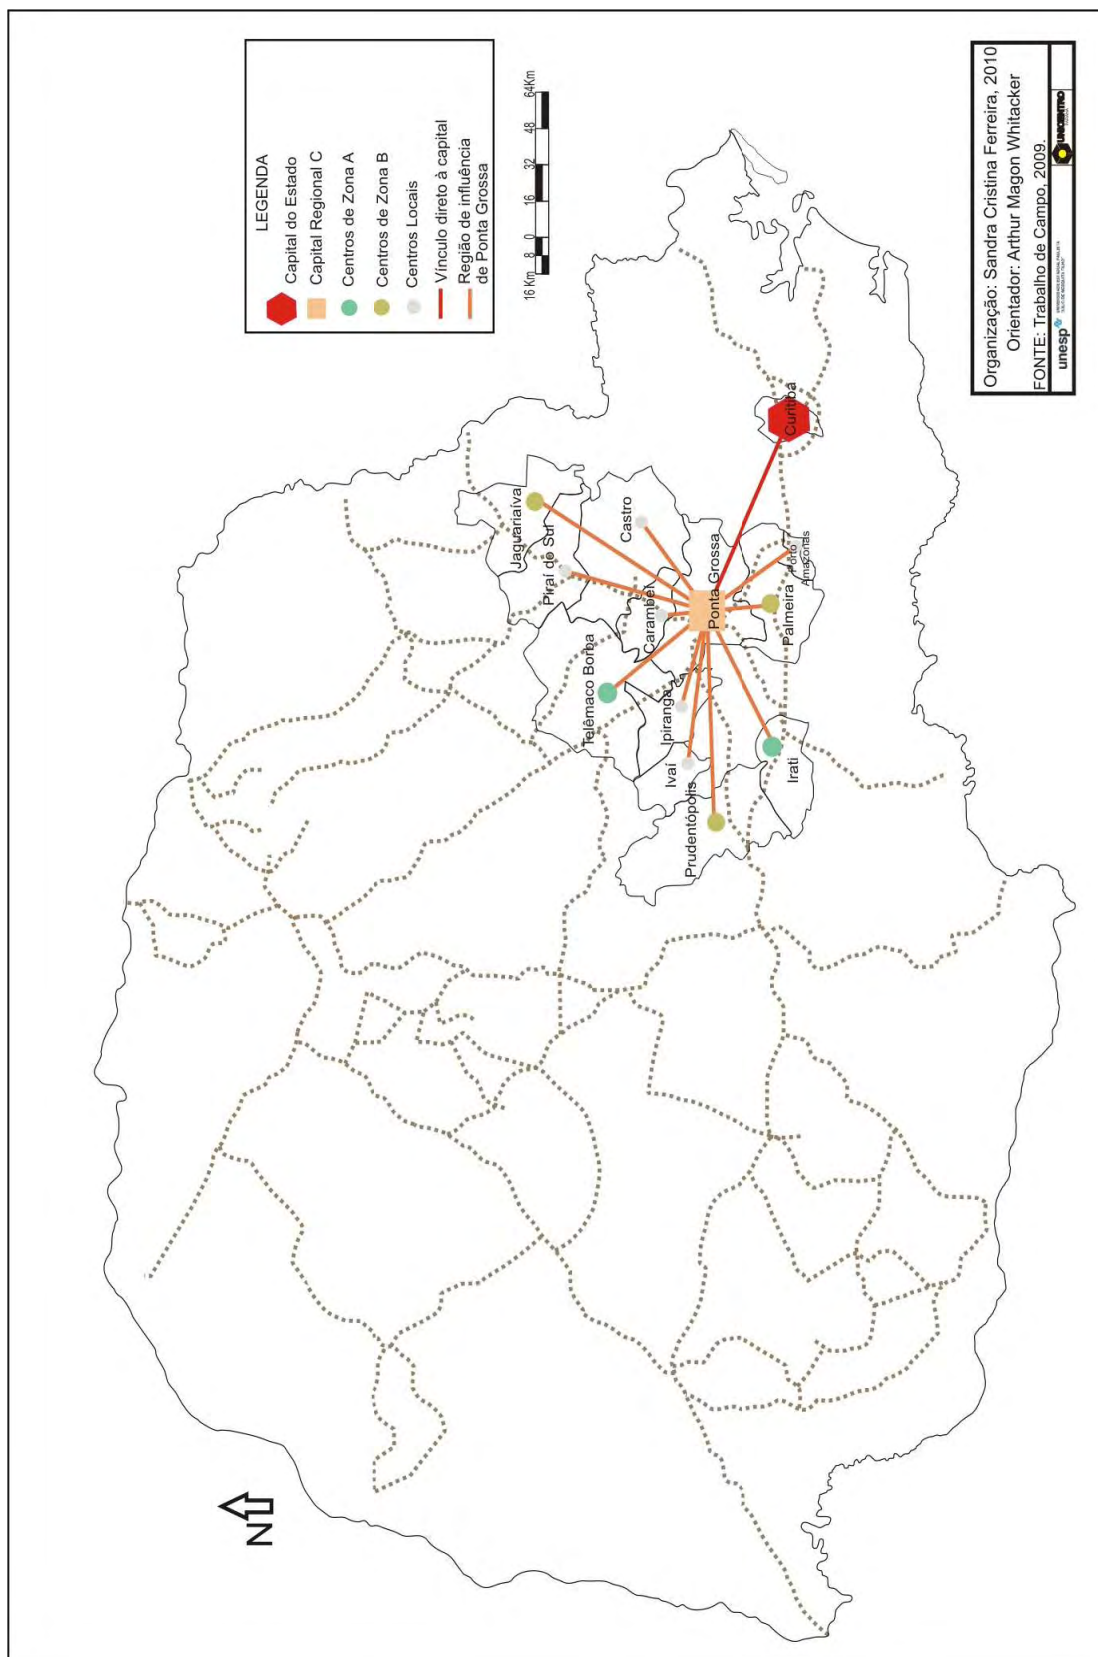 LEGENDA
Capital do Estado
Capital Regional C
Centros de Zona A
Centros de Zona B
Centros Locais
Vínculo direto à capital
Região de influência
de Ponta Grossa
16 Km 8 0 16 32 48 64Km
N
Jaguariaíva
Piraí do Sul
Castro
Telêmaco Borba
Carambeí
Ponta Grossa
Ipiranga
Ivaí
Prudentópolis
Irati
Palmeira
Porto
Amazonas
Curitiba
Organização: Sandra Cristina Ferreira, 2010
Orientador: Arthur Magon Whitacker
FONTE: Trabalho de Campo, 2009.
unesp
UNICENTRO